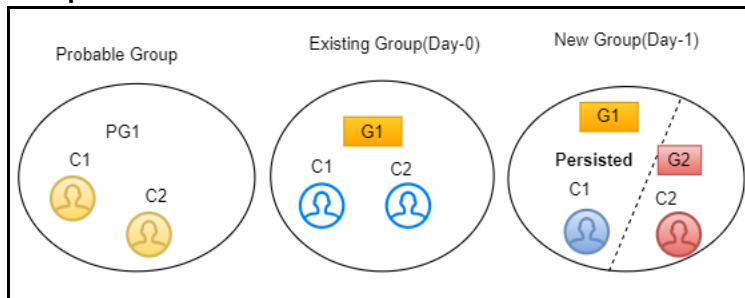 Probable Group
Existing Group(Day-0)
New Group(Day-1)
PG1
C1
C2
G1
C1
C2
G1
Persisted
G2
C1
C2